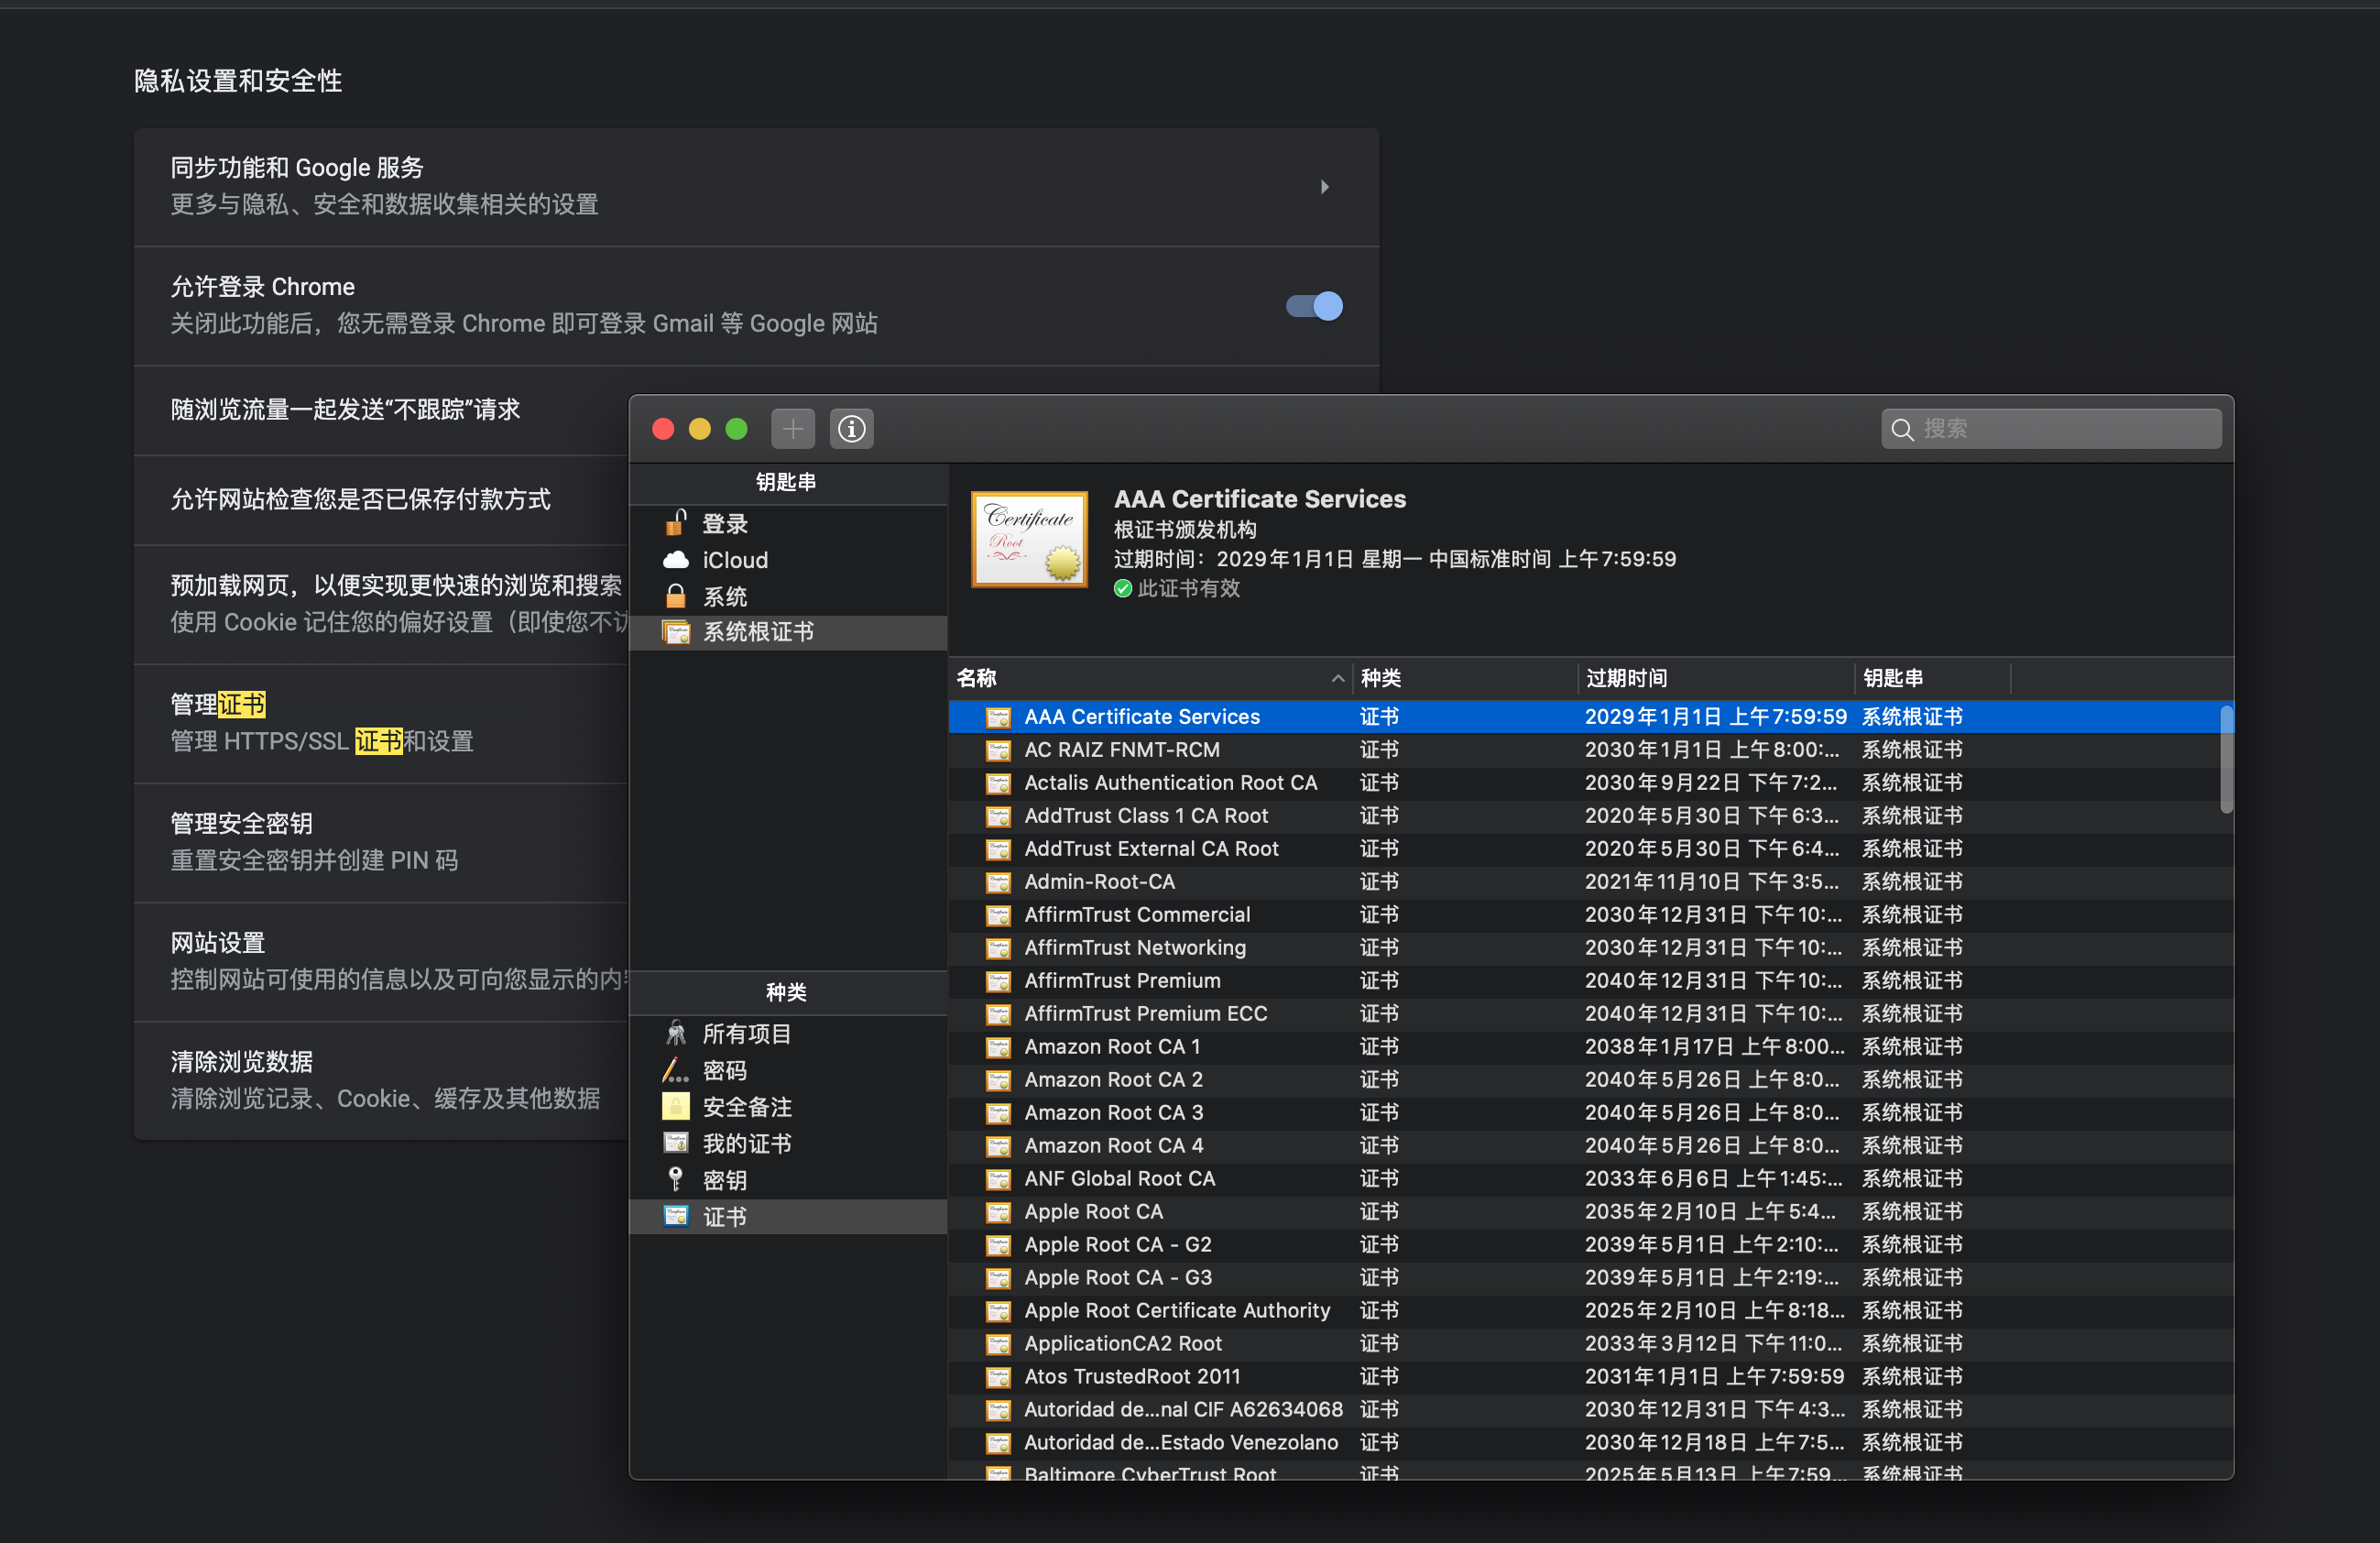 隐私设置和安全性
同步功能和 Google 服务
更多与隐私、安全和数据收集相关的设置
允许登录 Chrome
关闭此功能后，您无需登录 Chrome 即可登录 Gmail 等 Google 网站
随浏览流量一起发送“不跟踪”请求
允许网站检查您是否已保存付款方式
预加载网页，以便实现更快速的浏览和搜索
使用 Cookie 记住您的偏好设置（即使您不访
管理证书
管理 HTTPS/SSL 证书和设置
管理安全密钥
重置安全密钥并创建 PIN 码
网站设置
控制网站可使用的信息以及可向您显示的内容
清除浏览数据
清除浏览记录、Cookie、缓存及其他数据
搜索
钥匙串
登录
iCloud
系统
系统根证书
种类
所有项目
密码
安全备注
我的证书
密钥
证书
AAA Certificate Services
根证书颁发机构
过期时间：2029年1月1日 星期一 中国标准时间 上午7:59:59
此证书有效
名称 种类 过期时间 钥匙串
AAA Certificate Services 证书 2029年1月1日 上午7:59:59 系统根证书
AC RAIZ FNMT-RCM 证书 2030年1月1日 上午8:00:... 系统根证书
Actalis Authentication Root CA 证书 2030年9月22日 下午7:2... 系统根证书
AddTrust Class 1 CA Root 证书 2020年5月30日 下午6:3... 系统根证书
AddTrust External CA Root 证书 2020年5月30日 下午6:4... 系统根证书
Admin-Root-CA 证书 2021年11月10日 下午3:5... 系统根证书
AffirmTrust Commercial 证书 2030年12月31日 下午10:... 系统根证书
AffirmTrust Networking 证书 2030年12月31日 下午10:... 系统根证书
AffirmTrust Premium 证书 2040年12月31日 下午10:... 系统根证书
AffirmTrust Premium ECC 证书 2040年12月31日 下午10:... 系统根证书
Amazon Root CA 1 证书 2038年1月17日 上午8:00... 系统根证书
Amazon Root CA 2 证书 2040年5月26日 上午8:0... 系统根证书
Amazon Root CA 3 证书 2040年5月26日 上午8:0... 系统根证书
Amazon Root CA 4 证书 2040年5月26日 上午8:0... 系统根证书
ANF Global Root CA 证书 2033年6月6日 上午1:45:... 系统根证书
Apple Root CA 证书 2035年2月10日 上午5:4... 系统根证书
Apple Root CA - G2 证书 2039年5月1日 上午2:10:... 系统根证书
Apple Root CA - G3 证书 2039年5月1日 上午2:19:... 系统根证书
Apple Root Certificate Authority 证书 2025年2月10日 上午8:18... 系统根证书
ApplicationCA2 Root 证书 2033年3月12日 下午11:0... 系统根证书
Atos TrustedRoot 2011 证书 2031年1月1日 上午7:59:59 系统根证书
Autoridad de...nal CIF A62634068 证书 2030年12月31日 下午4:3... 系统根证书
Autoridad de...Estado Venezolano 证书 2030年12月18日 上午7:5... 系统根证书
Baltimore CyberTrust Root 证书 2025年5月13日 上午7:59... 系统根证书